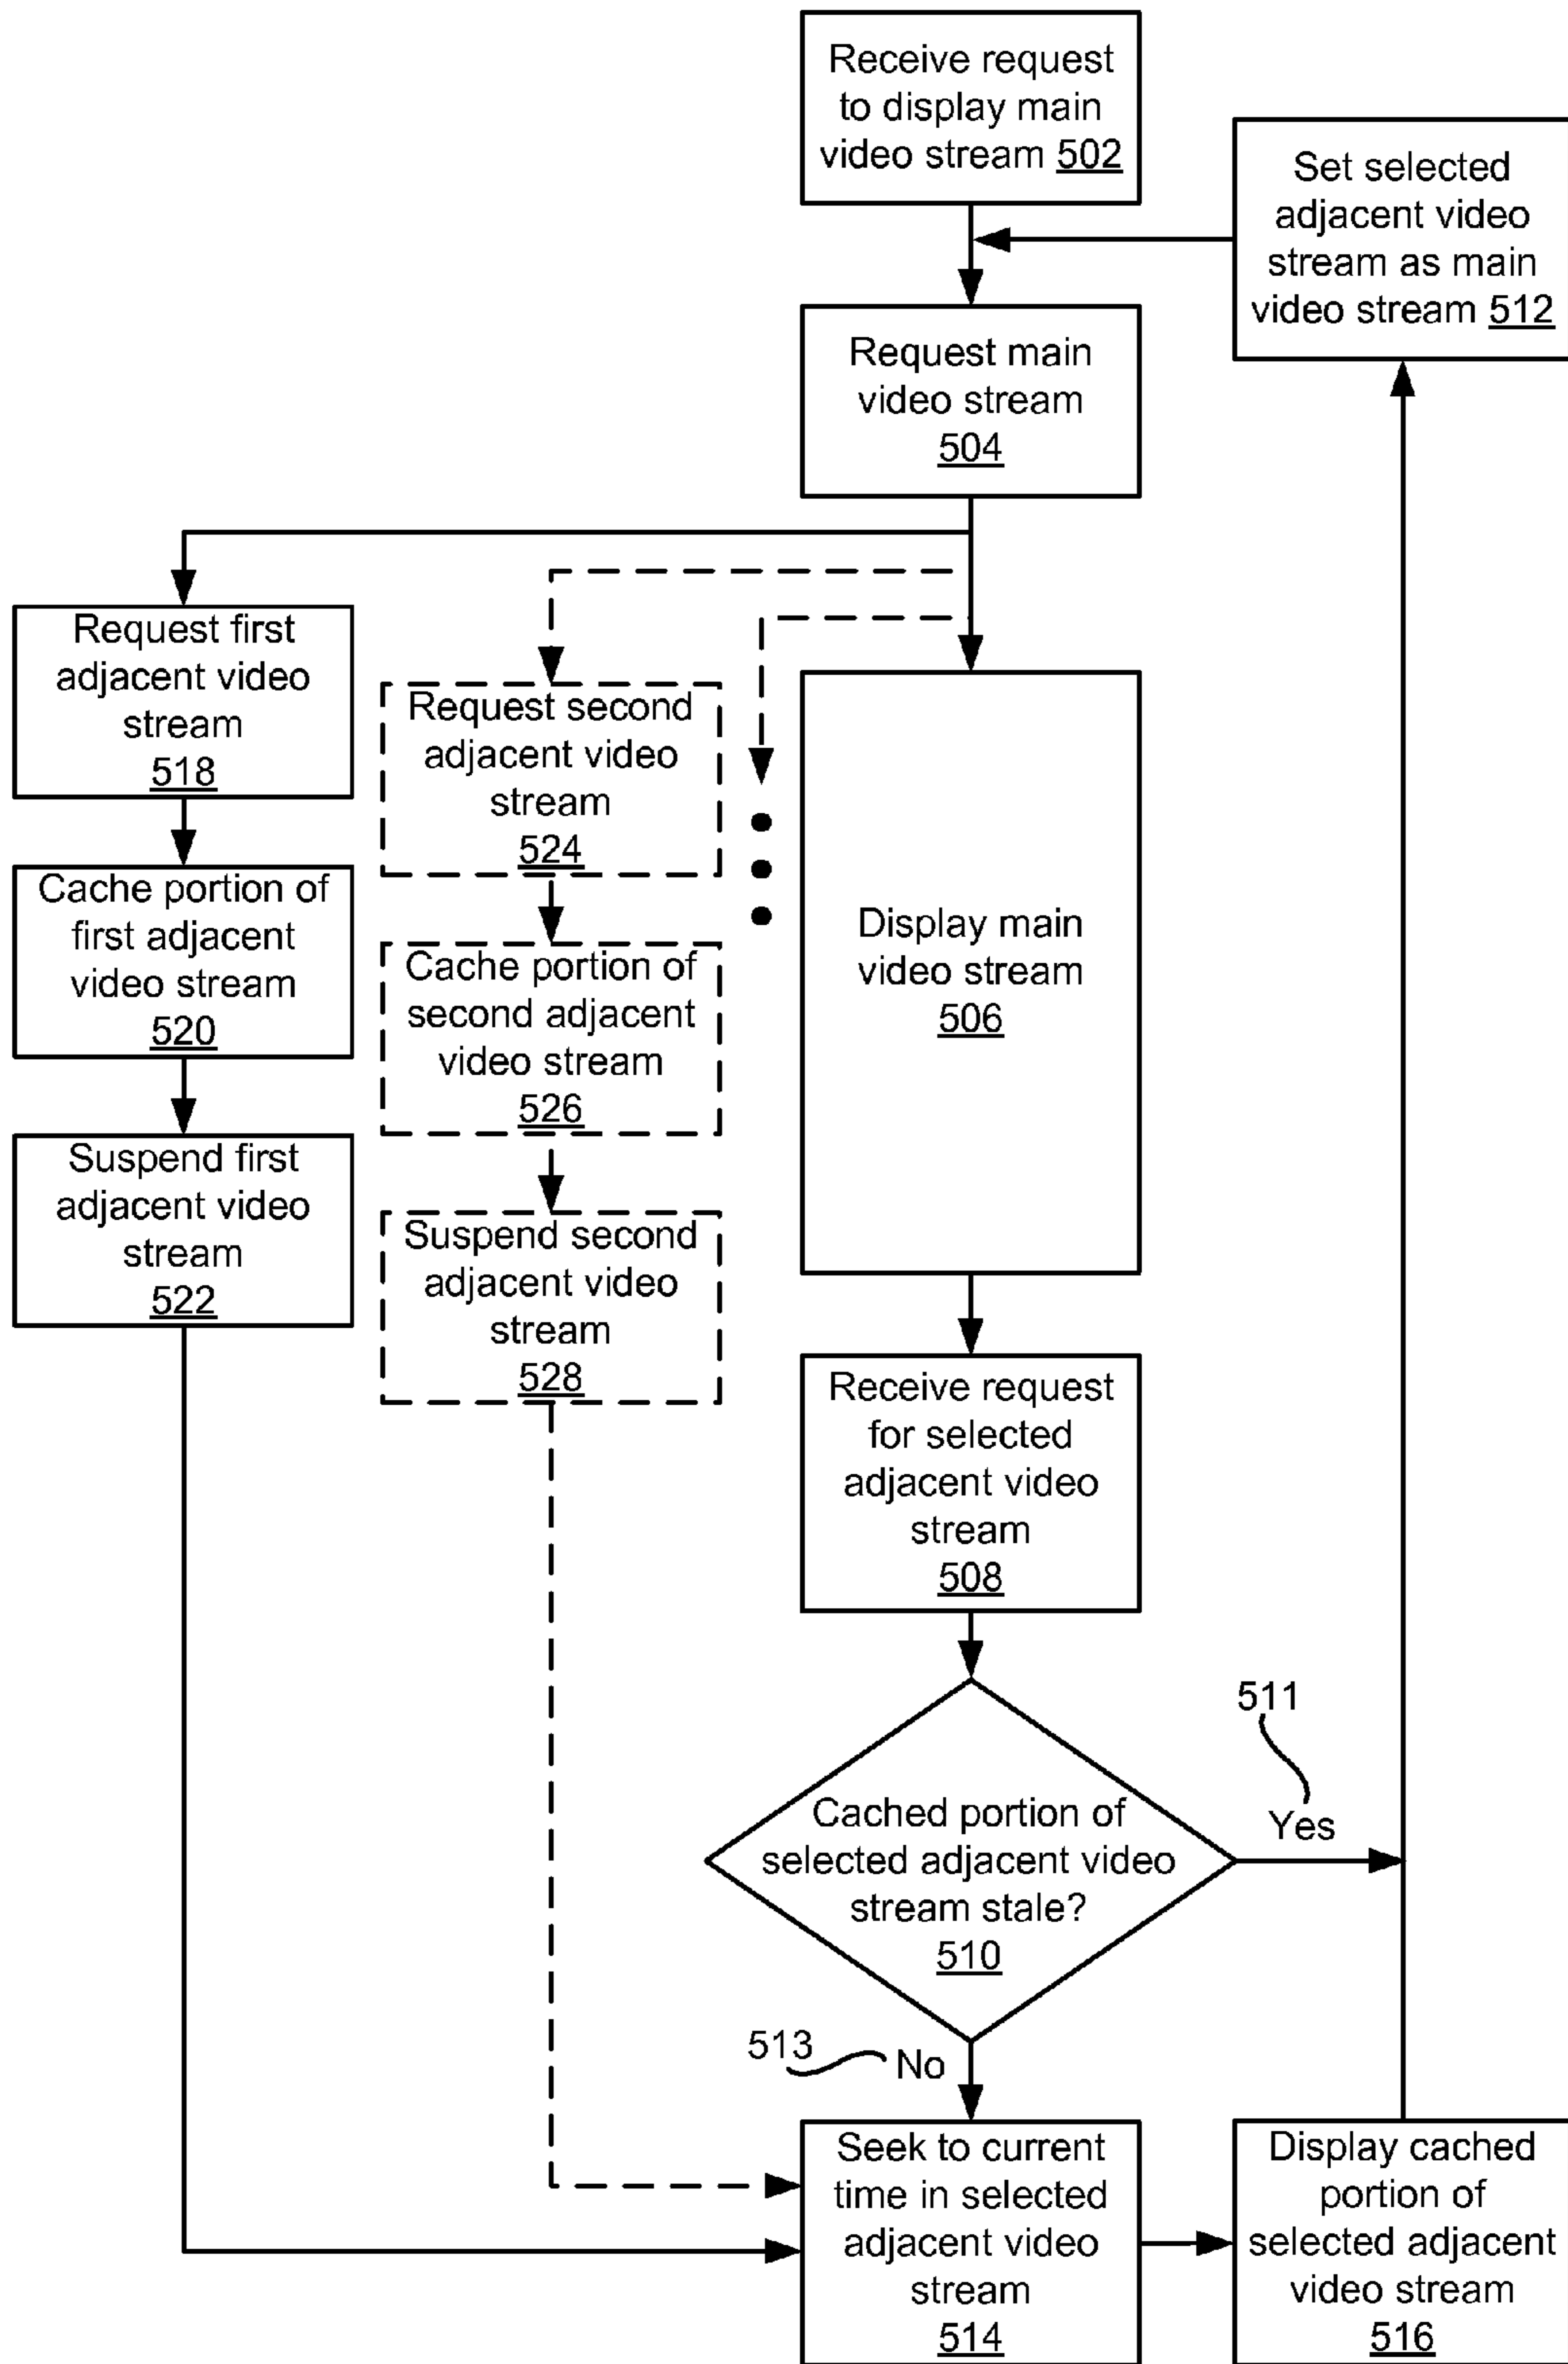 Receive request
to display main
video stream 502
Set selected
adjacent video
stream as main
video stream 512
Request main
video stream
504
Request first
adjacent video
stream
518
Request second
adjacent video
stream
524
Cache portion of
first adjacent
video stream
520
Cache portion of
second adjacent
video stream
526
Display main
video stream
506
Suspend first
adjacent video
stream
522
Suspend second
adjacent video
stream
528
Receive request
for selected
adjacent video
stream
508
Cached portion of
selected adjacent video
stream stale?
510
511
Yes
513
No
Seek to current
time in selected
adjacent video
stream
514
Display cached
portion of
selected adjacent
video stream
516